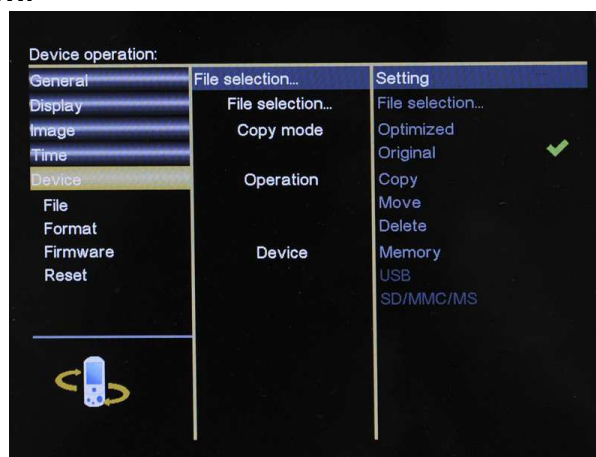 Device operation:
General
File selection...
Setting
Display
File selection...
File selection...
Image
Copy mode
Optimized
Time
Original
Device
Operation
Copy
File
Move
Format
Delete
Firmware
Device
Memory
Reset
USB
SD/MMC/MS